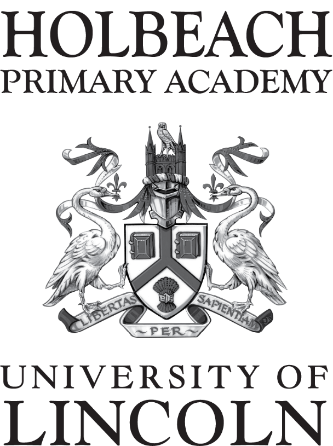 HOLBEACH
PRIMARY ACADEMY
LIBERTAS
SAPIENTIAM
PER
UNIVERSITY OF
LINCOLN